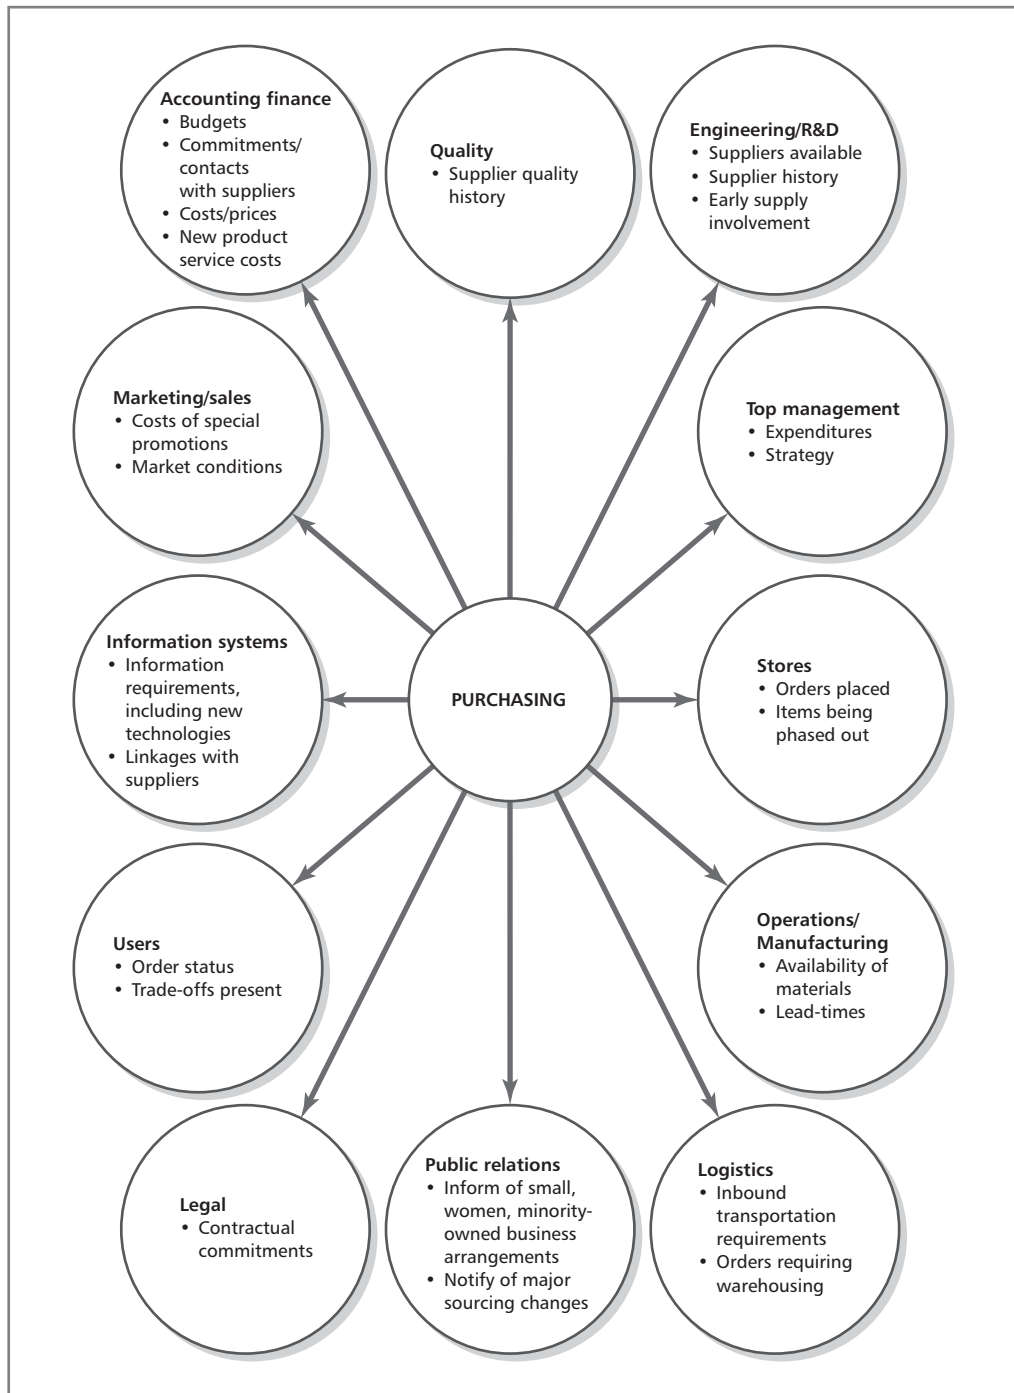 Accounting finance
• Budgets
• Commitments/
contacts
with suppliers
• Costs/prices
• New product
service costs
Quality
• Supplier quality
history
Engineering/R&D
• Suppliers available
• Supplier history
• Early supply
involvement
Marketing/sales
• Costs of special
promotions
• Market conditions
Top management
• Expenditures
• Strategy
Information systems
• Information
requirements,
including new
technologies
• Linkages with
suppliers
PURCHASING
Stores
• Orders placed
• Items being
phased out
Users
• Order status
• Trade-offs present
Operations/
Manufacturing
• Availability of
materials
• Lead-times
Legal
• Contractual
commitments
Public relations
• Inform of small,
women, minority-
owned business
arrangements
• Notify of major
sourcing changes
Logistics
• Inbound
transportation
requirements
• Orders requiring
warehousing